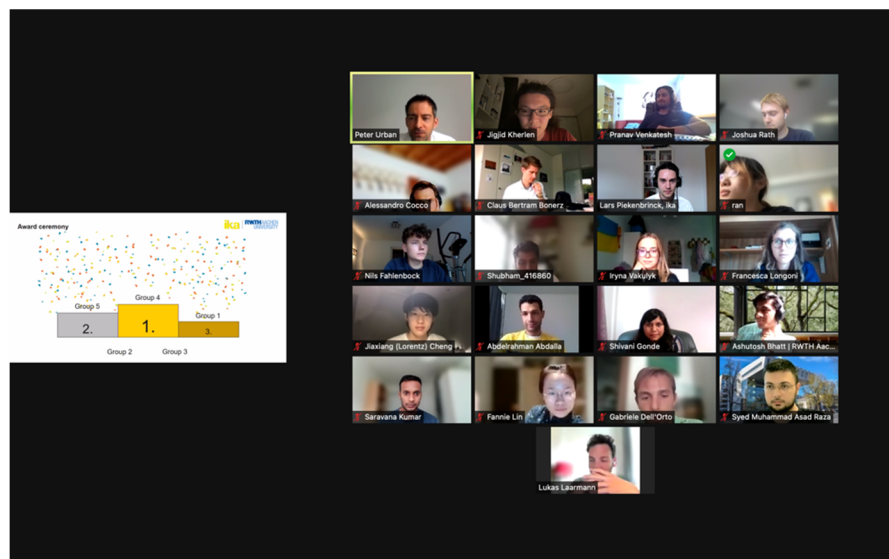 Award ceremony
ika RWTH AACHEN UNIVERSITY
Group 4
Group 5
Group 1
1.
2.
3.
Group 2 Group 3
Peter Urban
Jigjid Kherlen
Pranav Venkatesh
Joshua Rath
Alessandro Cocco
Claus Bertram Bonerz
Lars Piekenbrinck, ika
ran
Nils Fahlenbock
Shubham_416860
Iryna Vakulyk
Francesca Longoni
Jiaxiang (Lorentz) Cheng
Abdelrahman Abdalla
Shivani Gonde
Ashutosh Bhatt | RWTH Aac...
Saravana Kumar
Fannie Lin
Gabriele Dell'Orto
Syed Muhammad Asad Raza
Lukas Laarmann